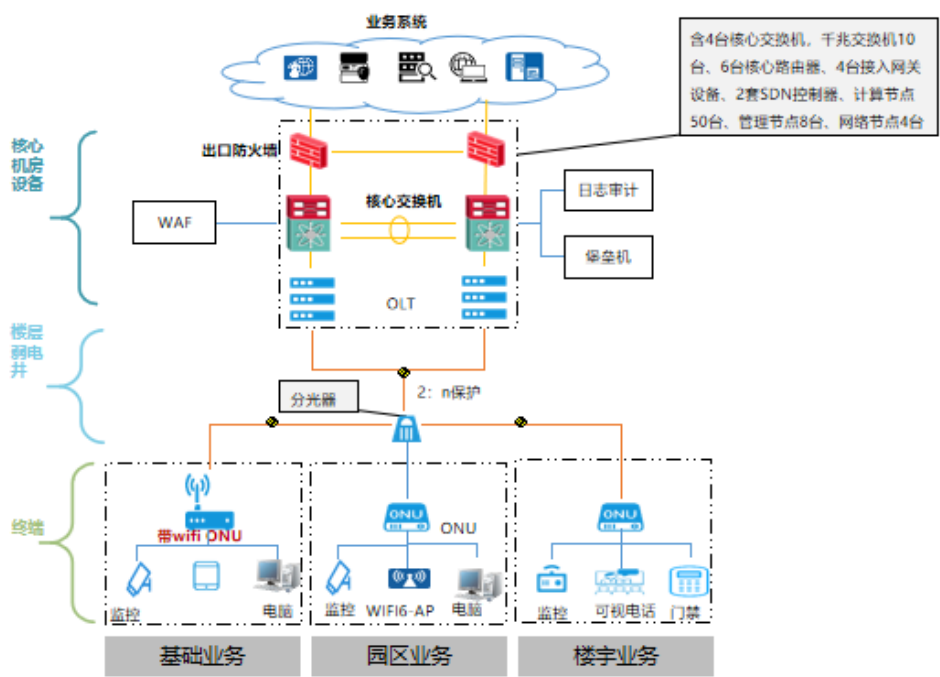 业务系统
含4台核心交换机，千兆交换机10
台、6台核心路由器、4台接入网关
设备、2套SDN控制器、计算节点
50台、管理节点8台、网络节点4台
核心
机房
设备
出口防火墙
核心交换机
WAF
日志审计
堡垒机
OLT
楼层
弱电
井
2：n保护
分光器
终端
带wifi ONU
监控
电脑
ONU
ONU
监控
WIFI6-AP
电脑
ONU
监控
可视电话
门禁
基础业务
园区业务
楼宇业务